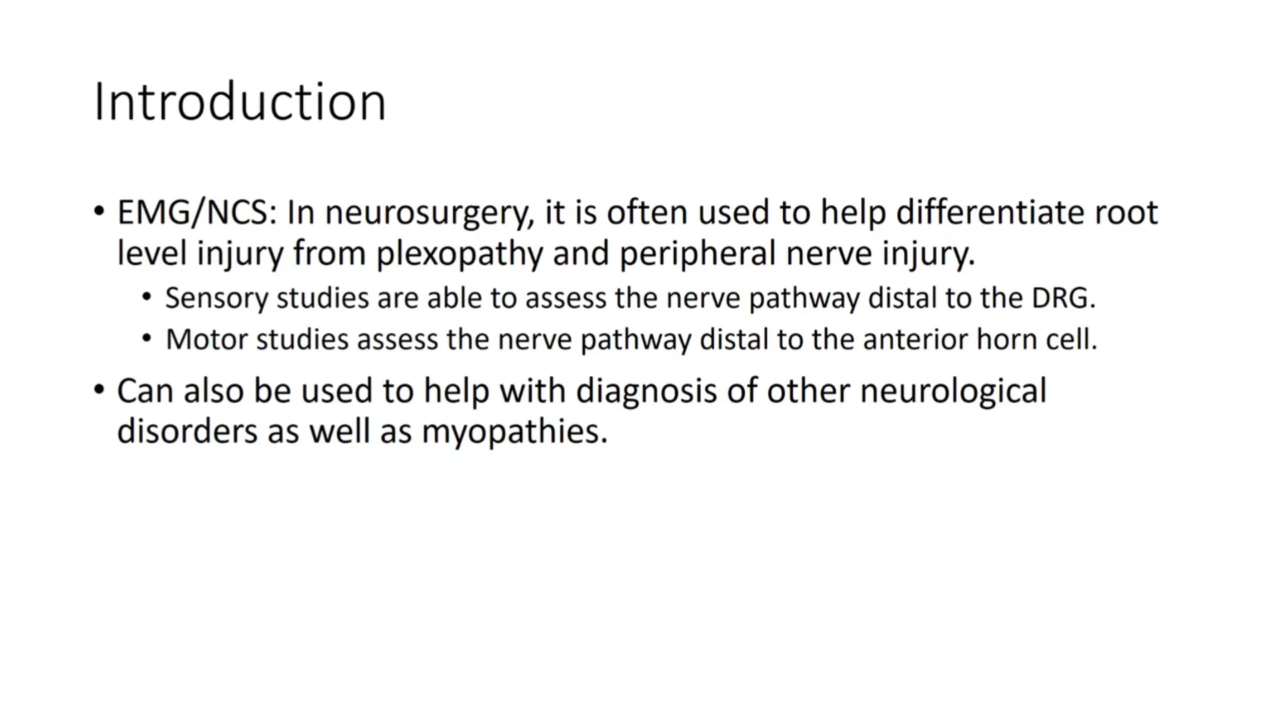 Introduction
• EMG/NCS: In neurosurgery, it is often used to help differentiate root
level injury from plexopathy and peripheral nerve injury.
• Sensory studies are able to assess the nerve pathway distal to the DRG.
• Motor studies assess the nerve pathway distal to the anterior horn cell.
• Can also be used to help with diagnosis of other neurological
disorders as well as myopathies.